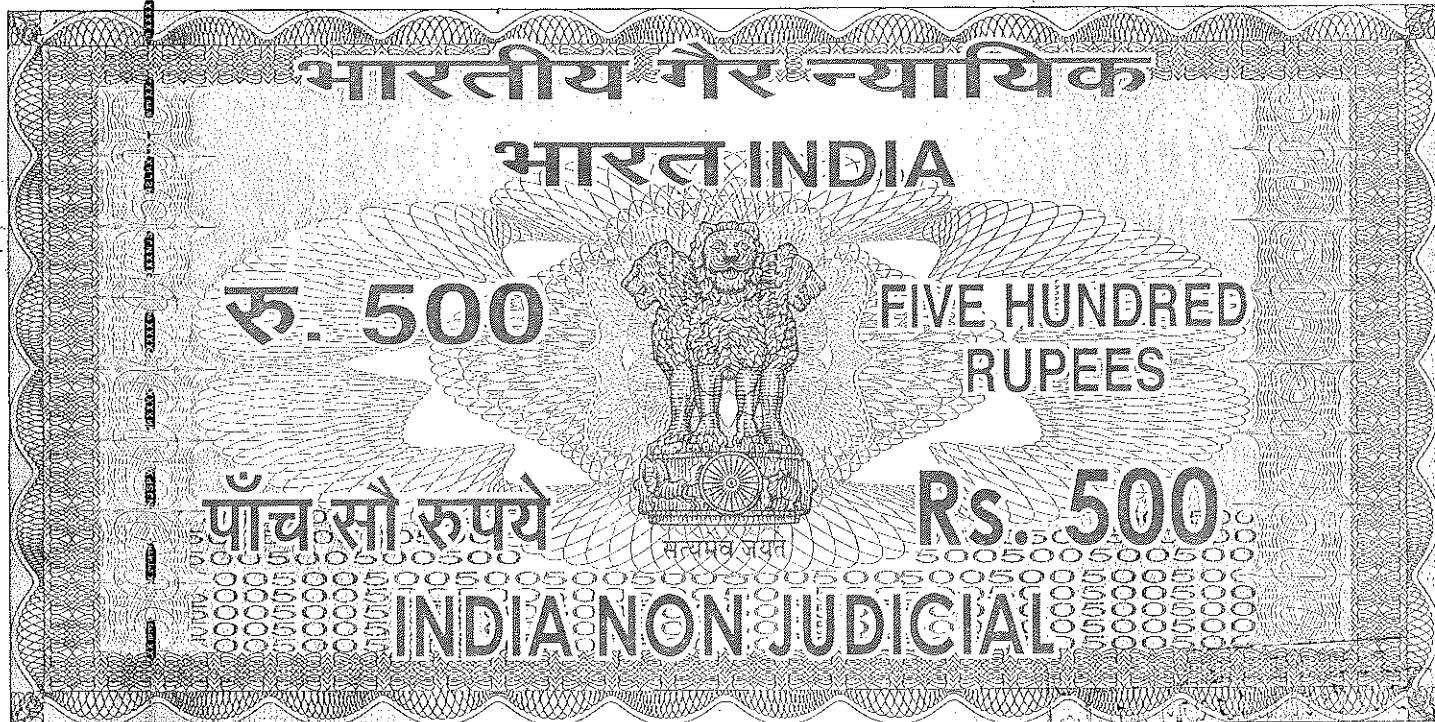 भारतीय गैर न्यायिक
भारत INDIA
रु. 500
FIVE HUNDRED
RUPEES
पाँच सौ रुपये
Rs. 500
सत्यमेव जयते
INDIA NON JUDICIAL